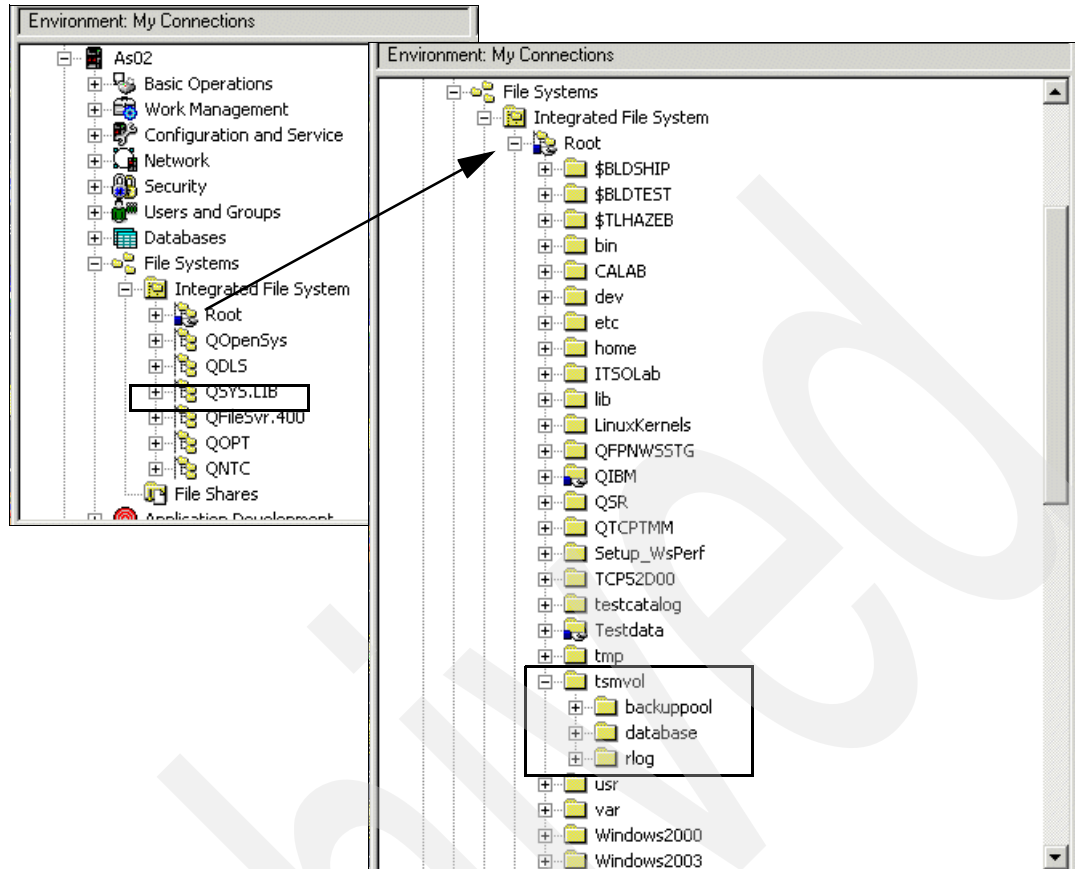 Environment: My Connections
As02
Basic Operations
Work Management
Configuration and Service
Network
Security
Users and Groups
Databases
File Systems
Integrated File System
Root
QOpenSys
QDLS
QSYS.LIB
QFileSvr.400
QOPT
QNTC
File Shares
Application Development
Environment: My Connections
File Systems
Integrated File System
Root
$BLDSHIP
$BLDTEST
$TLHAZEB
bin
CALAB
dev
etc
home
ITSOLab
lib
LinuxKernels
QFPNWSSTG
QIBM
QSR
QTCPTMM
Setup_WsPerf
TCP52D00
testcatalog
Testdata
tmp
tsmvol
backuppool
database
rlog
usr
var
Windows2000
Windows2003